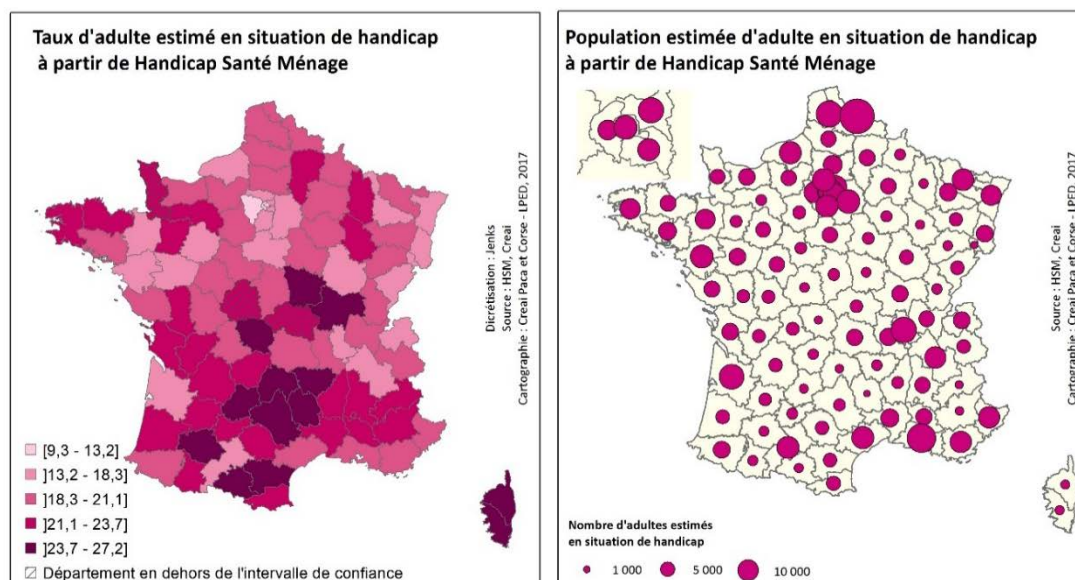 Taux d'adulte estimé en situation de handicap
à partir de Handicap Santé Ménage
Dicrétisation : Jenks
Source : HSM, Creai
Cartographie : Creai Paca et Corse - LPED, 2017
[9,3 - 13,2]
]13,2 - 18,3]
]18,3 - 21,1]
]21,1 - 23,7]
]23,7 - 27,2]
Département en dehors de l'intervalle de confiance
Population estimée d'adulte en situation de handicap
à partir de Handicap Santé Ménage
Source : HSM, Creai
Cartographie : Creai Paca et Corse - LPED, 2017
Nombre d'adultes estimés
en situation de handicap
1 000
5 000
10 000